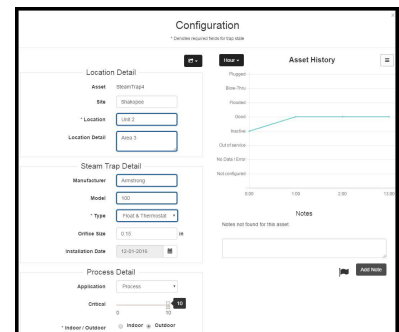 Configuration
* Denotes required fields for trap state
Location Detail
Asset SteamTrap4
Site Shakopee
* Location Unit 2
Location Detail Area 3
Steam Trap Detail
Manufacturer Armstrong
Model 100
* Type Float & Thermostat
Orifice Size 0.15 in
Installation Date 12-01-2016
Process Detail
Application Process
Critical 10
0 10
* Indoor / Outdoor Indoor Outdoor
Hour
Asset History
Plugged
Blow-Thru
Flooded
Good
Inactive
Out of service
No Data / Error
Not configured
0:00 1:00 2:00 13:00
Notes
Notes not found for this asset
Add Note